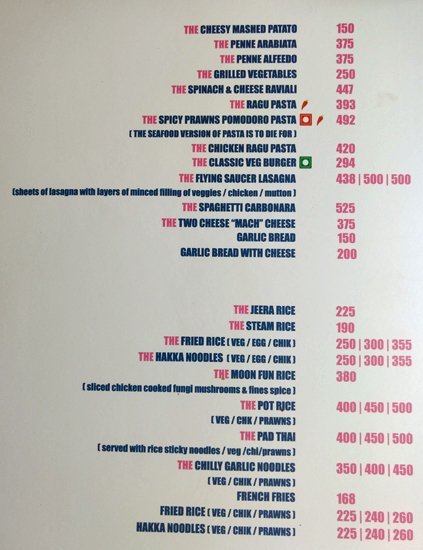 THE CHEESY MASHED PATATO 150
THE PENNE ARABIATA 375
THE PENNE ALFEEDO 375
THE GRILLED VEGETABLES 250
THE SPINACH & CHEESE RAVIALI 447
THE RAGU PASTA 393
THE SPICY PRAWNS POMODORO PASTA 492
( THE SEAFOOD VERSION OF PASTA IS TO DIE FOR )
THE CHICKEN RAGU PASTA 420
THE CLASSIC VEG BURGER 294
THE FLYING SAUCER LASAGNA 438 | 500 | 500
(sheets of lasagna with layers of minced filling of veggies / chicken / mutton )
THE SPAGHETTI CARBONARA 525
THE TWO CHEESE “MACH” CHEESE 375
GARLIC BREAD 150
GARLIC BREAD WITH CHEESE 200
THE JEERA RICE 225
THE STEAM RICE 190
THE FRIED RICE ( VEG / EGG / CHIK ) 250 | 300 | 355
THE HAKKA NOODLES ( VEG / EGG / CHIK ) 250 | 300 | 355
THE MOON FUN RICE 380
( sliced chicken cooked fungi mushrooms & fines spice )
THE POT RICE 400 | 450 | 500
( VEG / CHK / PRAWNS )
THE PAD THAI 400 | 450 | 500
( served with rice sticky noodles / veg /chi/prawns )
THE CHILLY GARLIC NOODLES 350 | 400 | 450
(VEG / CHIK / PRAWNS )
FRENCH FRIES 168
FRIED RICE ( VEG / CHIK / PRAWNS ) 225 | 240 | 260
HAKKA NOODLES ( VEG / CHIK / PRAWNS ) 225 | 240 | 260